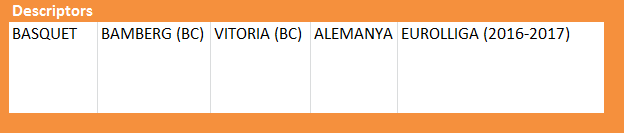 Descriptors
BASQUET BAMBERG (BC) VITORIA (BC) ALEMANYA EUROLLIGA (2016-2017)